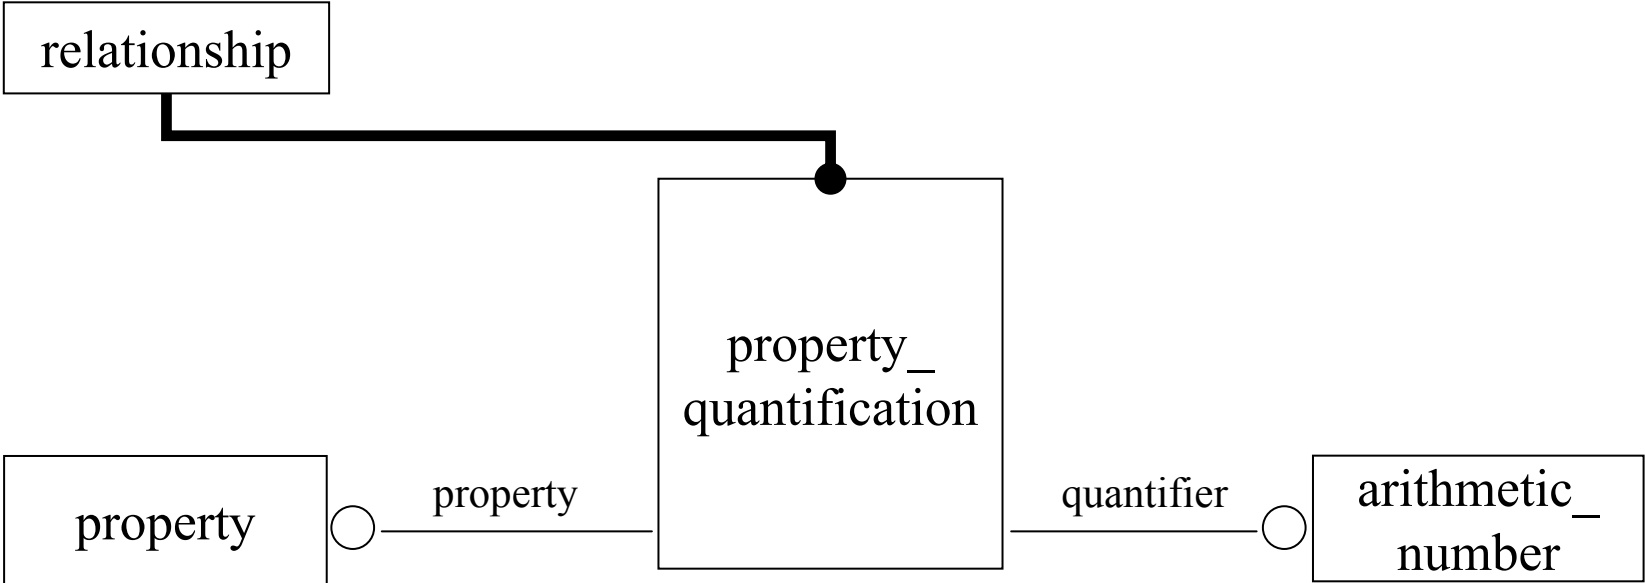 relationship
property_
quantification
property
property
quantifier
arithmetic_
number